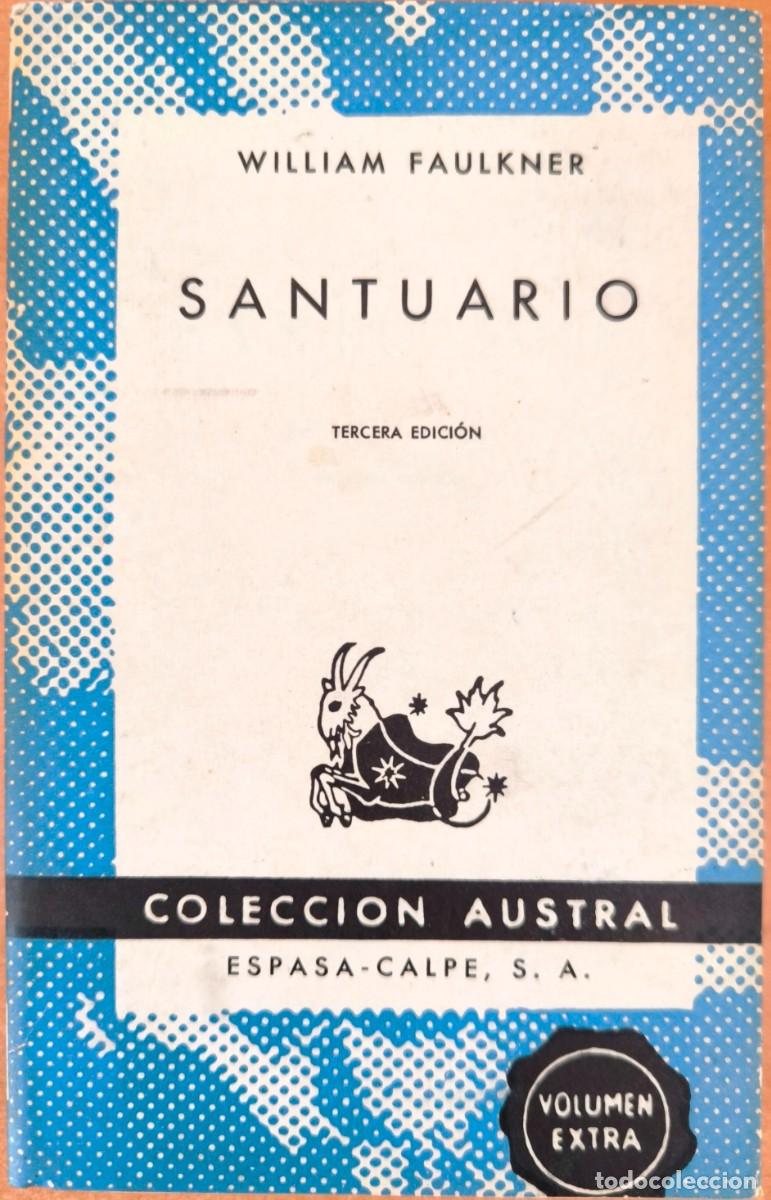 WILLIAM FAULKNER
SANTUARIO
TERCERA EDICIÓN
COLECCION AUSTRAL
ESPASA-CALPE, S. A.
VOLUMEN
EXTRA
todocoleccion